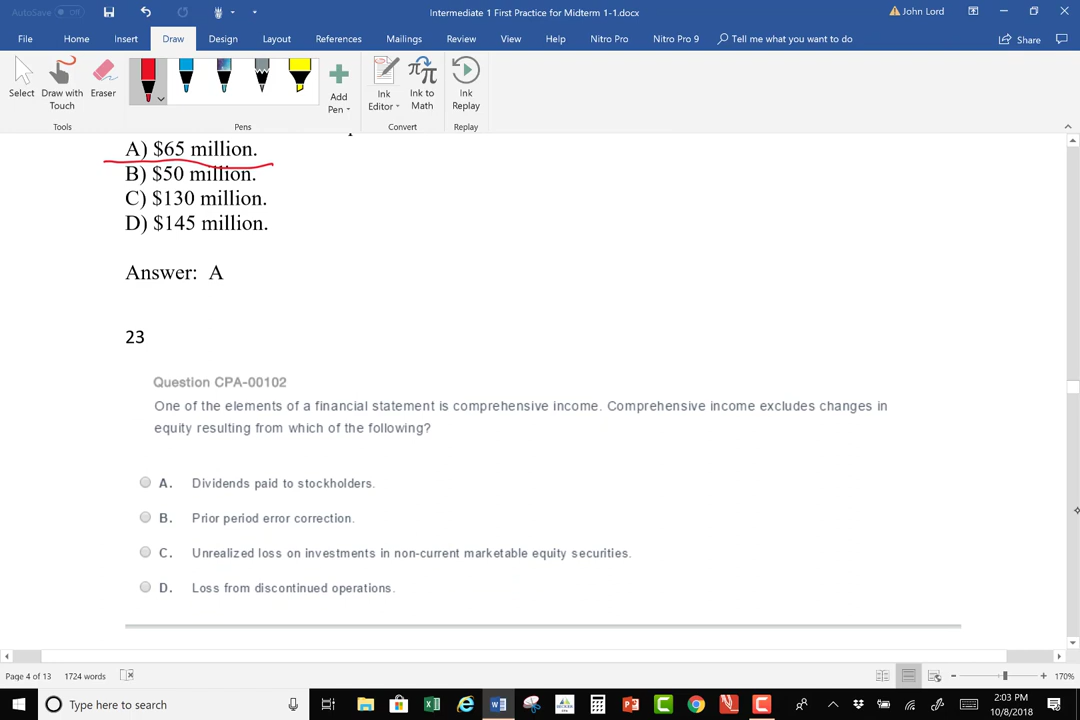 AutoSave Off
Intermediate 1 First Practice for Midterm 1-1.docx
John Lord
File Home Insert Draw Design Layout References Mailings Review View Help Nitro Pro Nitro Pro 9 Tell me what you want to do
Share
Select
Draw with Touch
Eraser
Add Pen
Ink Editor
Ink to Math
Ink Replay
Tools
Pens
Convert
Replay
A) $65 million.
B) $50 million.
C) $130 million.
D) $145 million.
Answer: A
23
Question CPA-00102
One of the elements of a financial statement is comprehensive income. Comprehensive income excludes changes in
equity resulting from which of the following?
A. Dividends paid to stockholders.
B. Prior period error correction.
C. Unrealized loss on investments in non-current marketable equity securities.
D. Loss from discontinued operations.
Page 4 of 13 1724 words
170%
Type here to search
2:03 PM
10/8/2018